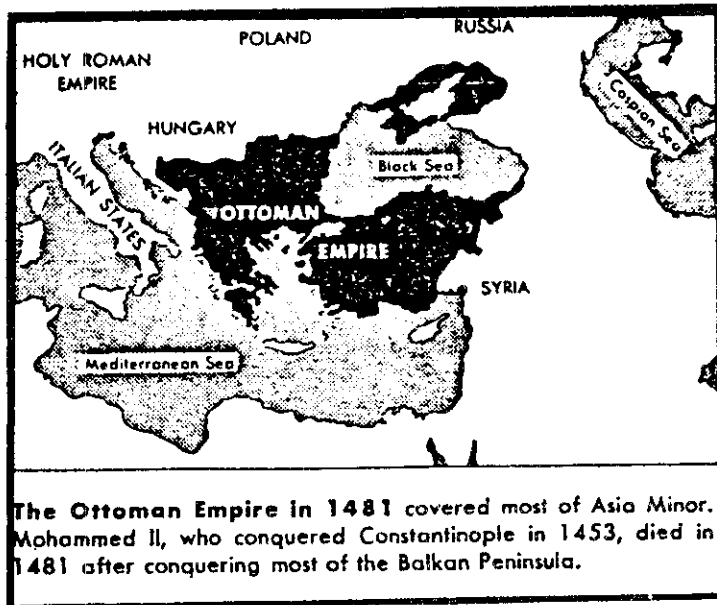 POLAND
RUSSIA
HOLY ROMAN
EMPIRE
Caspian Sea
HUNGARY
Black Sea
ITALIAN STATES
OTTOMAN
EMPIRE
SYRIA
Mediterranean Sea
The Ottoman Empire in 1481 covered most of Asia Minor.
Mohammed II, who conquered Constantinople in 1453, died in
1481 after conquering most of the Balkan Peninsula.